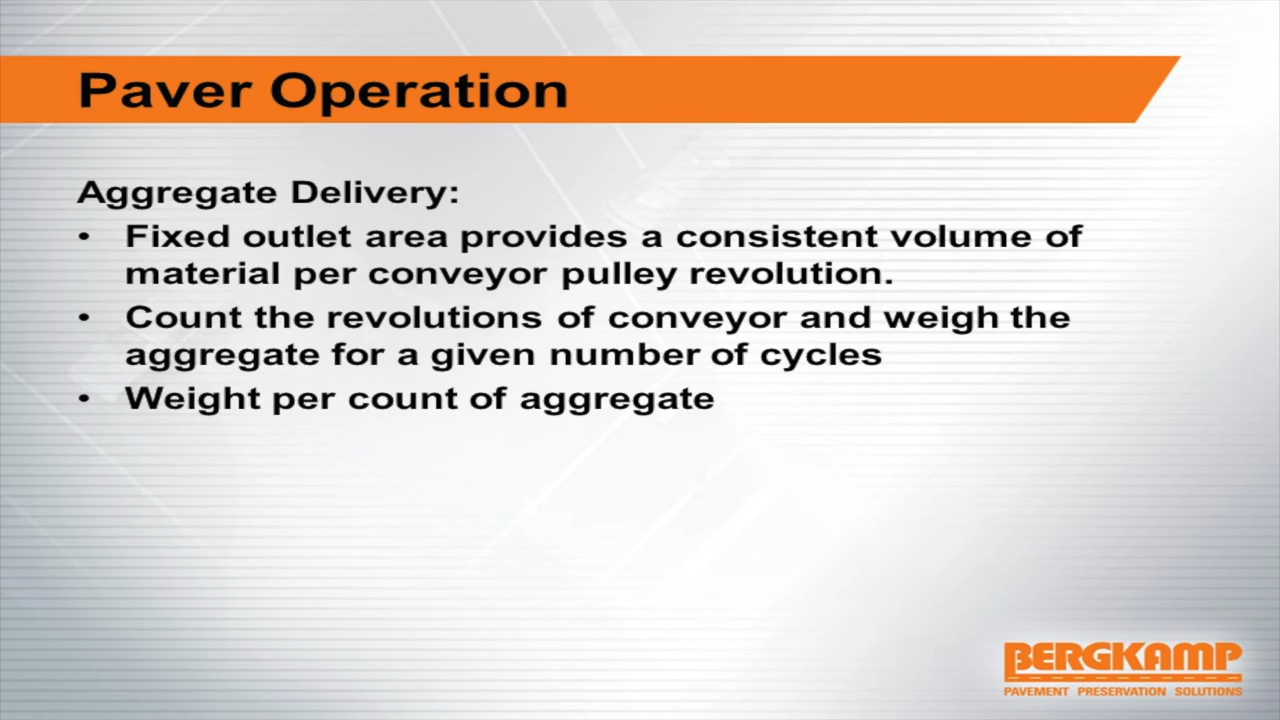 Paver Operation
Aggregate Delivery:
• Fixed outlet area provides a consistent volume of
material per conveyor pulley revolution.
• Count the revolutions of conveyor and weigh the
aggregate for a given number of cycles
• Weight per count of aggregate
BERGKAMP
PAVEMENT PRESERVATION SOLUTIONS